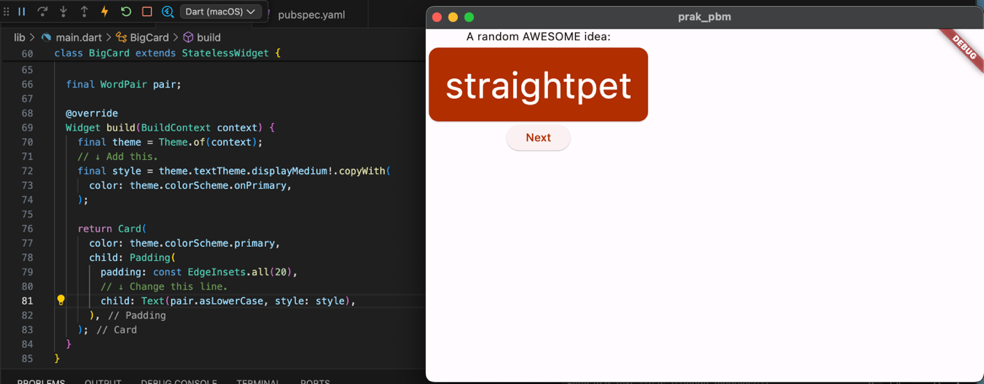 Dart (macOS)
pubspec.yaml
lib > main.dart > BigCard > build
60 class BigCard extends StatelessWidget {
65
66 final WordPair pair;
67
68 @override
69 Widget build(BuildContext context) {
70 final theme = Theme.of(context);
71 // ↓ Add this.
72 final style = theme.textTheme.displayMedium!.copyWith(
73 color: theme.colorScheme.onPrimary,
74 );
75
76 return Card(
77 color: theme.colorScheme.primary,
78 child: Padding(
79 padding: const EdgeInsets.all(20),
80 // ↓ Change this line.
81 child: Text(pair.asLowerCase, style: style),
82 ), // Padding
83 ); // Card
84 }
85 }
PROBLEMS OUTPUT DEBUG CONSOLE TERMINAL PORTS
prak_pbm
DEBUG
A random AWESOME idea:
straightpet
Next